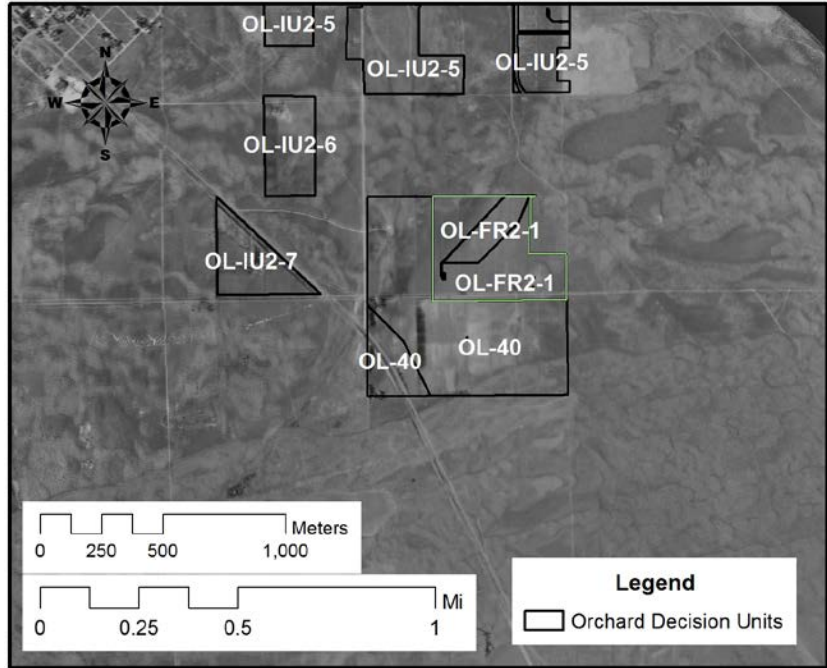 OL-IU2-5
OL-IU2-5
OL-IU2-5
N
W E
S
OL-IU2-6
OL-FR2-1
OL-IU2-7
OL-FR2-1
OL-40
OL-40
Meters
0 250 500 1,000
Mi
0 0.25 0.5 1
Legend
Orchard Decision Units